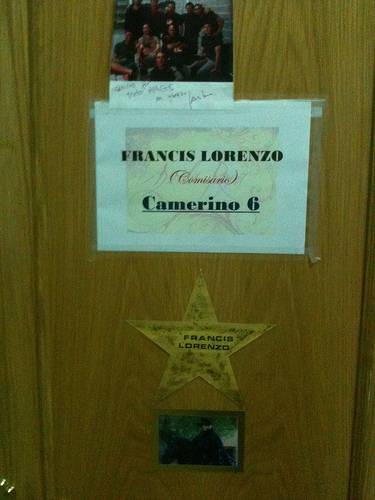 FRANCIS LORENZO
(Comisario)
Camerino 6
FRANCIS
LORENZO